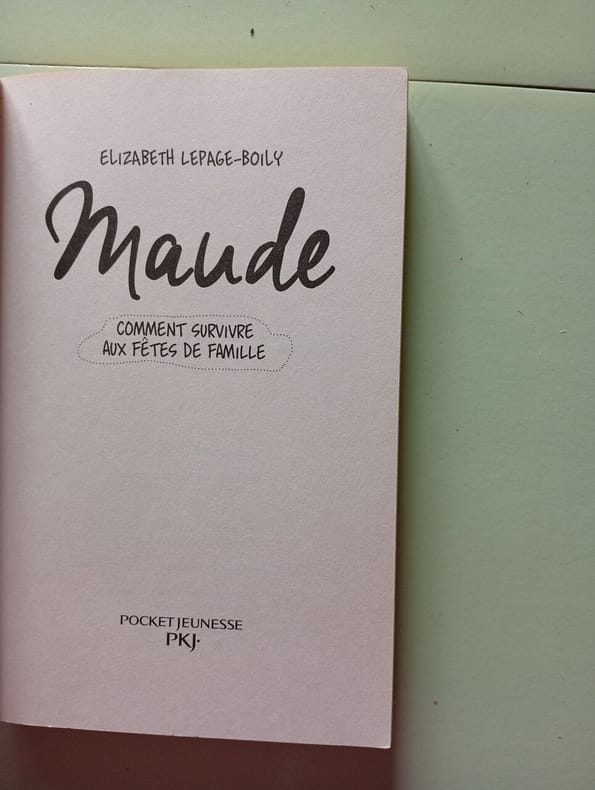 ELIZABETH LEPAGE-BOILY
Maude
COMMENT SURVIVRE
AUX FÊTES DE FAMILLE
POCKET JEUNESSE
PKJ·